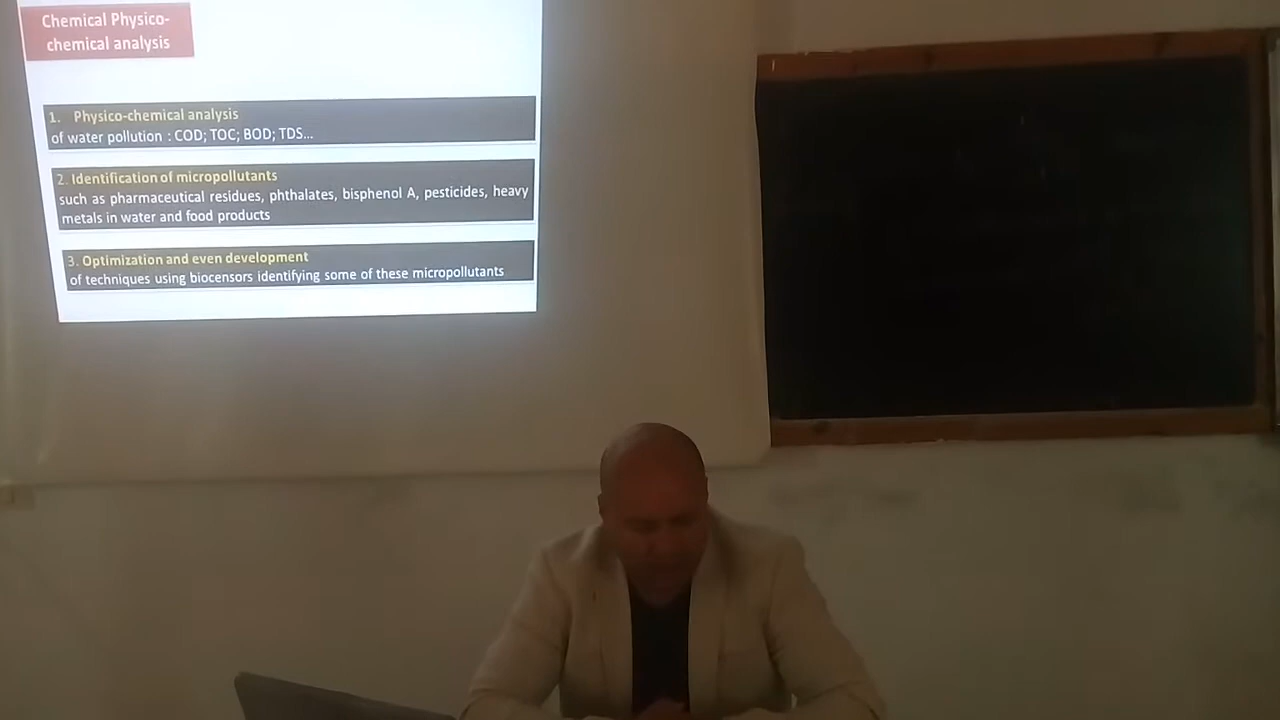 Chemical Physico-
chemical analysis
1. Physico-chemical analysis
of water pollution : COD; TOC; BOD; TDS...
2. Identification of micropollutants
such as pharmaceutical residues, phthalates, bisphenol A, pesticides, heavy
metals in water and food products
3. Optimization and even development
of techniques using biocensors identifying some of these micropollutants